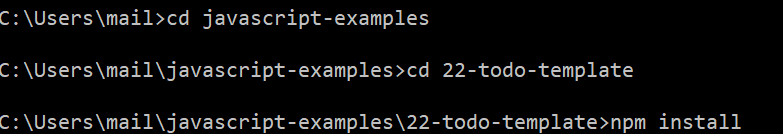 C:\Users\mail>cd javascript-examples
C:\Users\mail\javascript-examples>cd 22-todo-template
C:\Users\mail\javascript-examples\22-todo-template>npm install